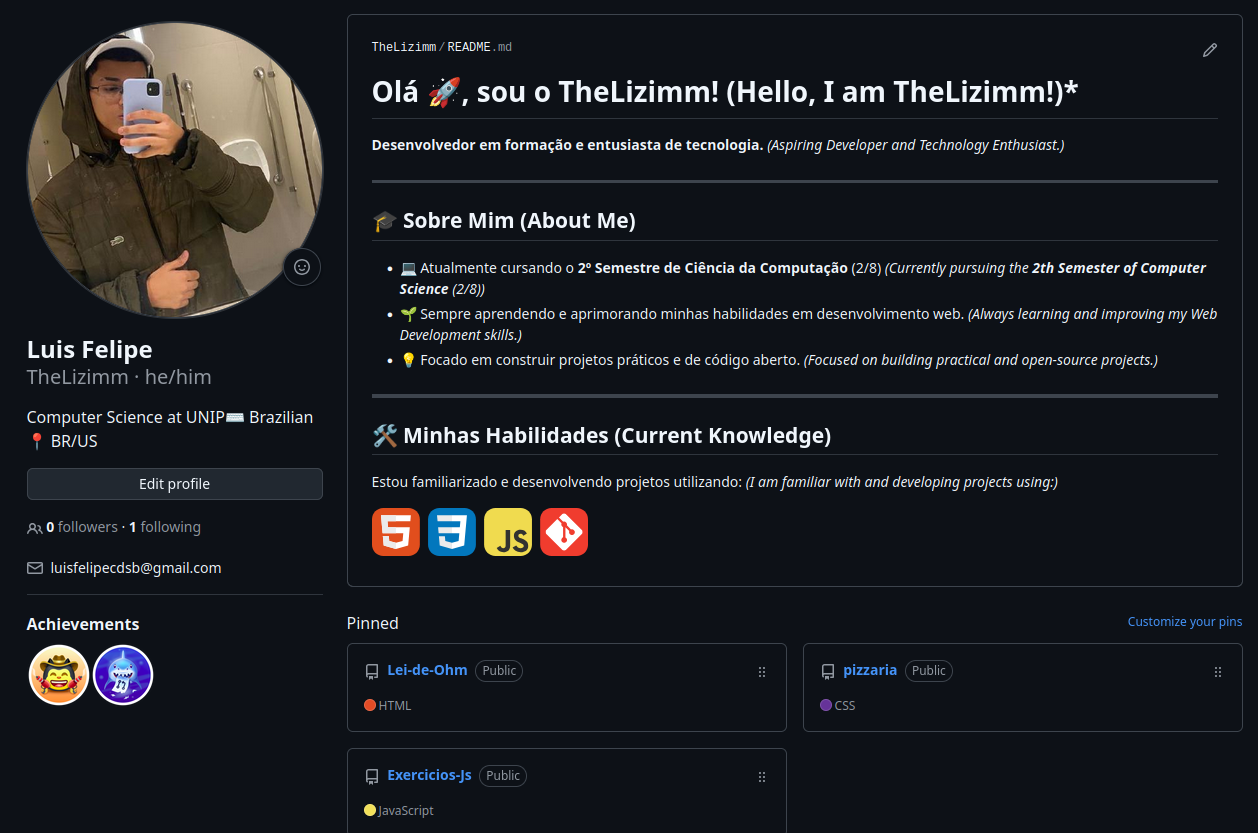 TheLizimm/README.md
Olá 🚀, sou o TheLizimm! (Hello, I am TheLizimm!)*
Desenvolvedor em formação e entusiasta de tecnologia. (Aspiring Developer and Technology Enthusiast.)
🎓 Sobre Mim (About Me)
• 💻 Atualmente cursando o 2º Semestre de Ciência da Computação (2/8) (Currently pursuing the 2th Semester of Computer
Science (2/8))
• 🌱 Sempre aprendendo e aprimorando minhas habilidades em desenvolvimento web. (Always learning and improving my Web
Development skills.)
• 💡 Focado em construir projetos práticos e de código aberto. (Focused on building practical and open-source projects.)
🛠️ Minhas Habilidades (Current Knowledge)
Estou familiarizado e desenvolvendo projetos utilizando: (I am familiar with and developing projects using:)
JS
Luis Felipe
TheLizimm · he/him
Computer Science at UNIP⌨️ Brazilian
📍 BR/US
Edit profile
0 followers · 1 following
luisfelipecdsb@gmail.com
Achievements
Pinned
Customize your pins
Lei-de-Ohm Public
HTML
pizzaria Public
CSS
Exercicios-Js Public
JavaScript